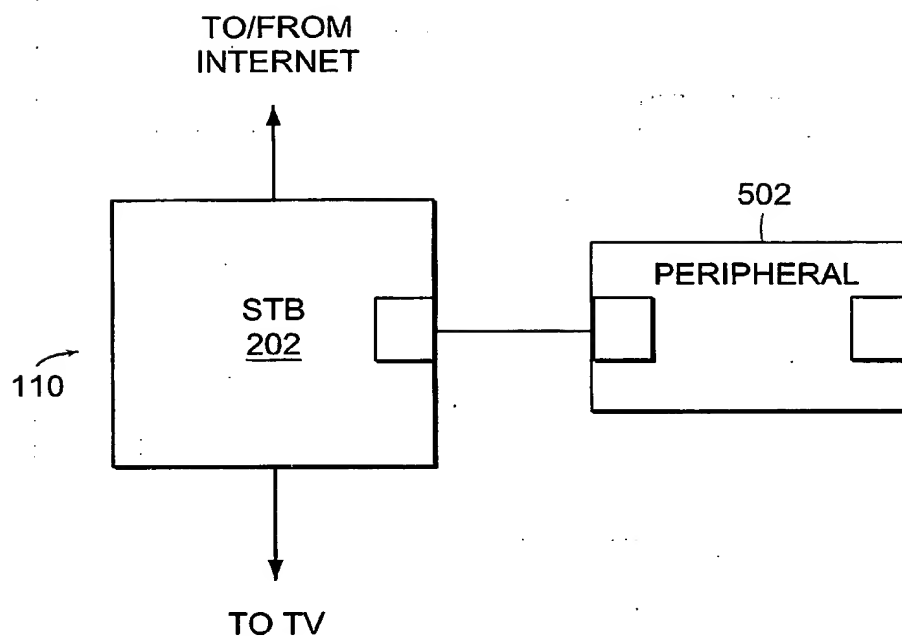 TO/FROM
INTERNET
502
PERIPHERAL
STB
202
110
TO TV